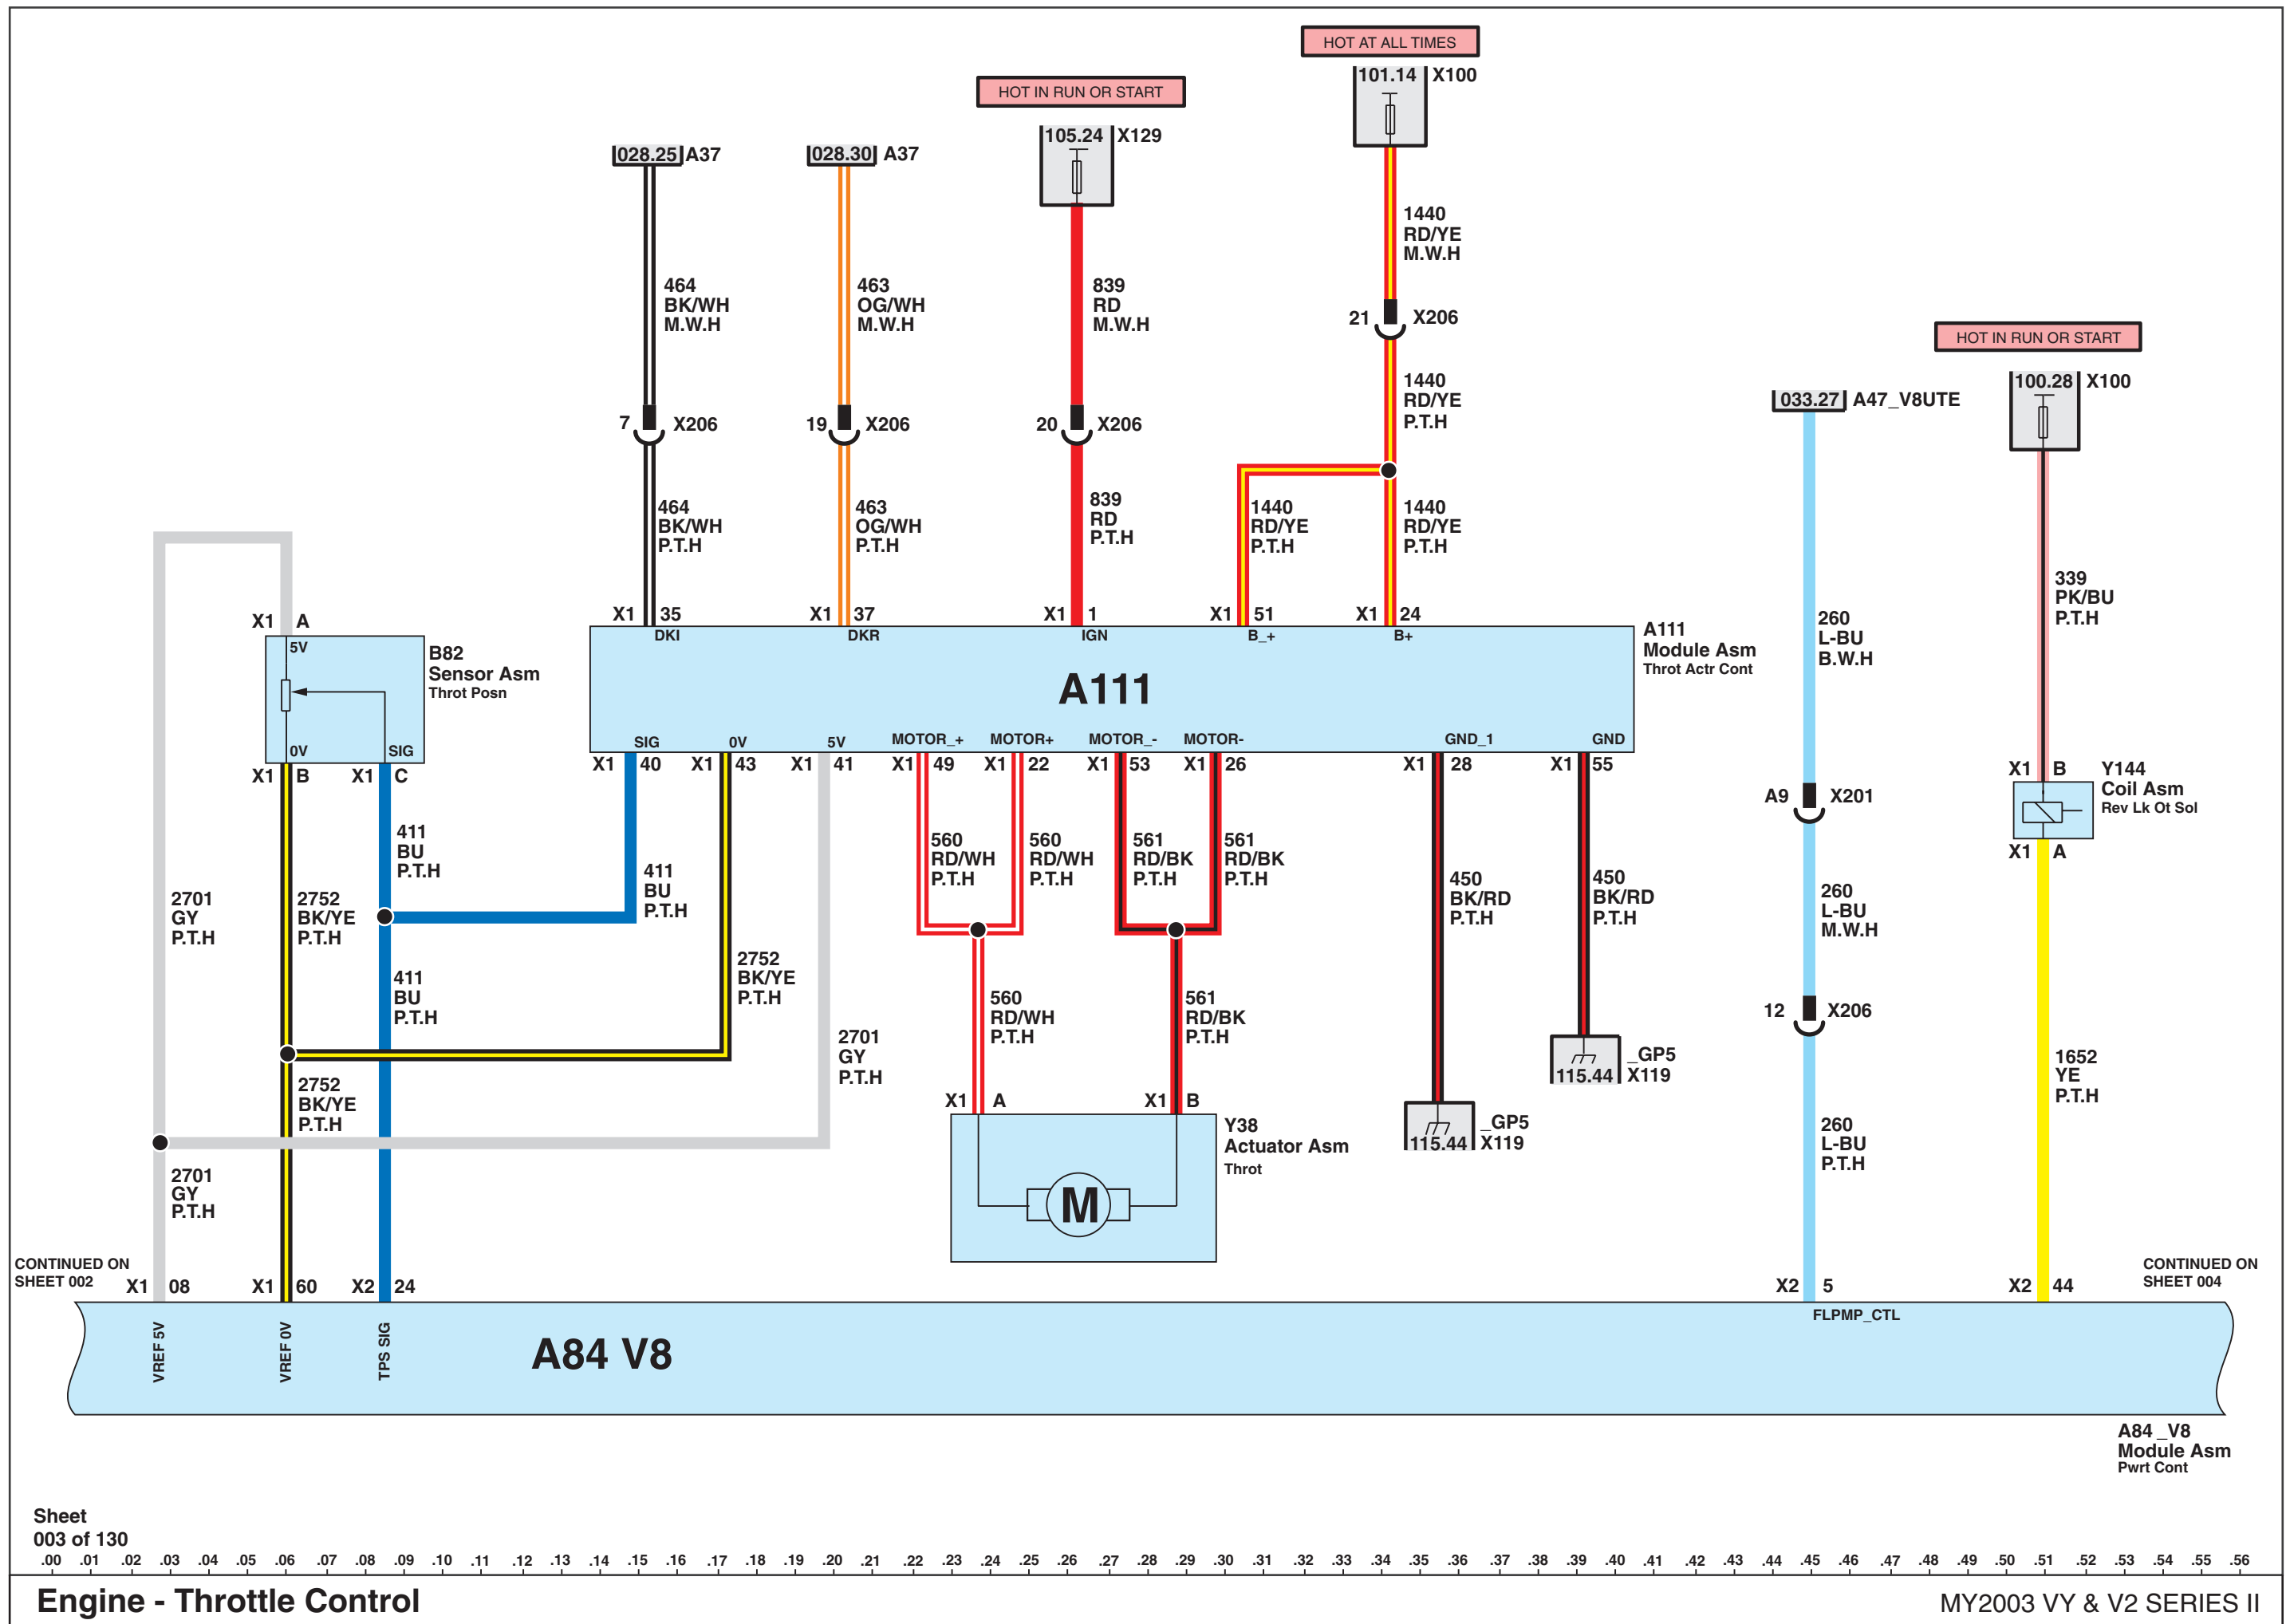 HOT AT ALL TIMES
101.14 X100
HOT IN RUN OR START
105.24 X129
028.25 A37
028.30 A37
1440
RD/YE
M.W.H
464
BK/WH
M.W.H
463
OG/WH
M.W.H
839
RD
M.W.H
21 X206
HOT IN RUN OR START
100.28 X100
033.27 A47_V8UTE
1440
RD/YE
P.T.H
7 X206
19 X206
20 X206
464
BK/WH
P.T.H
463
OG/WH
P.T.H
839
RD
P.T.H
1440
RD/YE
P.T.H
1440
RD/YE
P.T.H
339
PK/BU
P.T.H
260
L-BU
B.W.H
X1 A
5V
0V
SIG
B82
Sensor Asm
Throt Posn
X1 B
X1 C
X1 35
DKI
X1 37
DKR
X1 1
IGN
X1 51
B_+
X1 24
B+
A111
A111
Module Asm
Throt Actr Cont
SIG
0V
5V
MOTOR_+
MOTOR+
MOTOR_-
MOTOR-
GND_1
GND
X1 40
X1 43
X1 41
X1 49
X1 22
X1 53
X1 26
X1 28
X1 55
X1 B
Y144
Coil Asm
Rev Lk Ot Sol
X1 A
A9 X201
411
BU
P.T.H
411
BU
P.T.H
560
RD/WH
P.T.H
560
RD/WH
P.T.H
561
RD/BK
P.T.H
561
RD/BK
P.T.H
450
BK/RD
P.T.H
450
BK/RD
P.T.H
2701
GY
P.T.H
2752
BK/YE
P.T.H
260
L-BU
M.W.H
411
BU
P.T.H
2752
BK/YE
P.T.H
560
RD/WH
P.T.H
561
RD/BK
P.T.H
12 X206
2701
GY
P.T.H
2752
BK/YE
P.T.H
_GP5
115.44 X119
_GP5
115.44 X119
1652
YE
P.T.H
X1 A
X1 B
Y38
Actuator Asm
Throt
M
260
L-BU
P.T.H
2701
GY
P.T.H
CONTINUED ON
SHEET 002
X1 08
X1 60
X2 24
X2 5
X2 44
CONTINUED ON
SHEET 004
VREF 5V
VREF 0V
TPS SIG
A84 V8
FLPMP_CTL
A84 _V8
Module Asm
Pwrt Cont
Sheet
003 of 130
.00 .01 .02 .03 .04 .05 .06 .07 .08 .09 .10 .11 .12 .13 .14 .15 .16 .17 .18 .19 .20 .21 .22 .23 .24 .25 .26 .27 .28 .29 .30 .31 .32 .33 .34 .35 .36 .37 .38 .39 .40 .41 .42 .43 .44 .45 .46 .47 .48 .49 .50 .51 .52 .53 .54 .55 .56
Engine - Throttle Control
MY2003 VY & V2 SERIES II